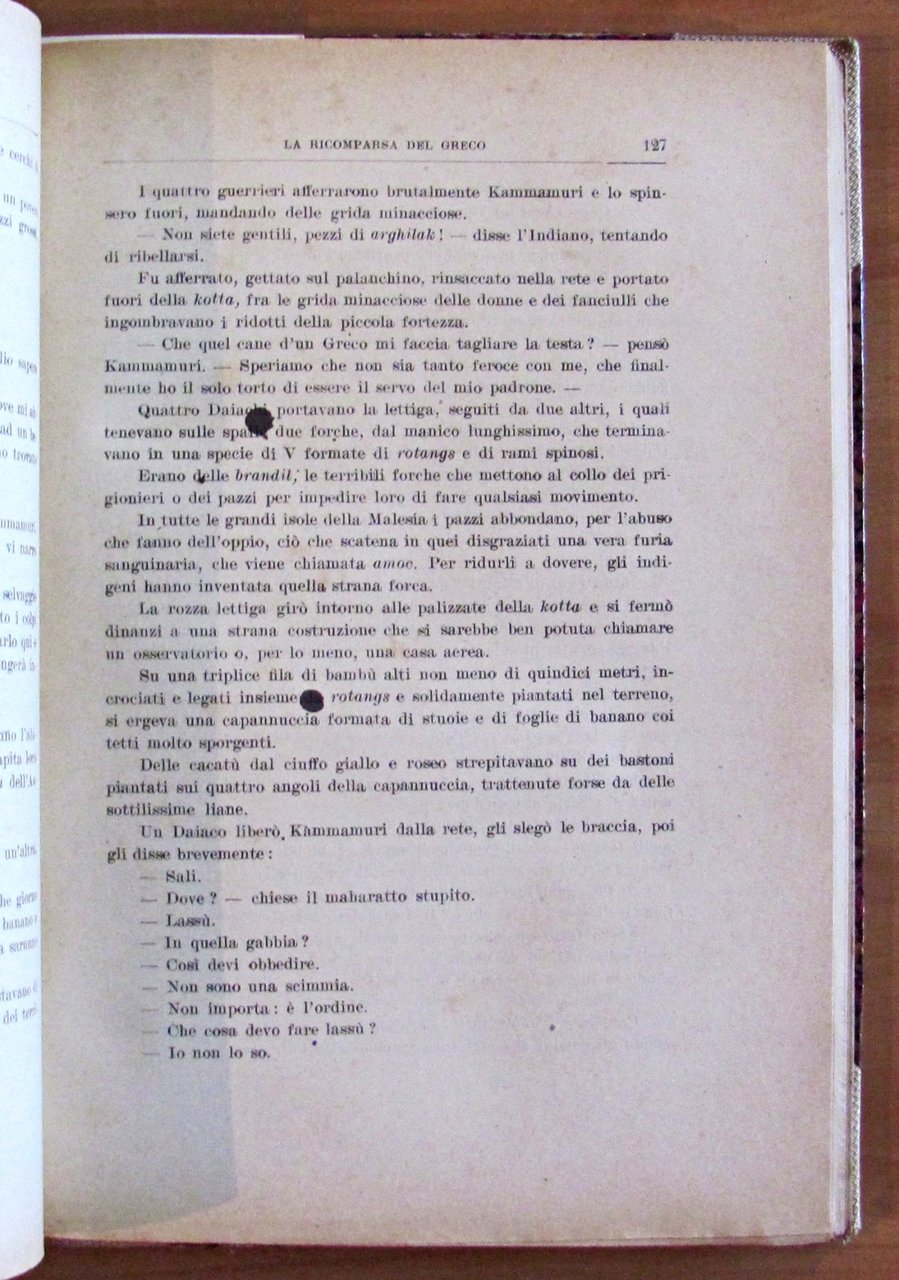 LA RICOMPARSA DEL GRECO 127
I quattro guerrieri afferrarono brutalmente Kammamuri e lo spin-
sero fuori, mandando delle grida minacciose.
— Non siete gentili, pezzi di arghilak! — disse l'Indiano, tentando
di ribellarsi.
Fu afferrato, gettato sul palanchino, rinsaccato nella rete e portato
fuori della kotta, fra le grida minacciose delle donne e dei fanciulli che
ingombravano i ridotti della piccola fortezza.
— Che quel cane d'un Greco mi faccia tagliare la testa? — pensò
Kammamuri. — Speriamo che non sia tanto feroce con me, che final-
mente ho il solo torto di essere il servo del mio padrone. —
Quattro Daiachi portavano la lettiga, seguiti da due altri, i quali
tenevano sulle due forche, dal manico lunghissimo, che termina-
vano in una specie di V formate di rotangs e di rami spinosi.
Erano delle brandil, le terribili forche che mettono al collo dei pri-
gionieri o dei pazzi per impedire loro di fare qualsiasi movimento.
In tutte le grandi isole della Malesia i pazzi abbondano, per l'abuso
che fanno dell'oppio, ciò che scatena in quei disgraziati una vera furia
sanguinaria, che viene chiamata amoc. Per ridurli a dovere, gli indi-
geni hanno inventata quella strana forca.
La rozza lettiga girò intorno alle palizzate della kotta e si fermò
dinanzi a una strana costruzione che si sarebbe ben potuta chiamare
un osservatorio o, per lo meno, una casa aerea.
Su una triplice fila di bambù alti non meno di quindici metri, in-
crociati e legati insieme rotangs e solidamente piantati nel terreno,
si ergeva una capannuccia formata di stuoie e di foglie di banano coi
tetti molto sporgenti.
Delle cacatù dal ciuffo giallo e roseo strepitavano su dei bastoni
piantati sui quattro angoli della capannuccia, trattenute forse da delle
sottilissime liane.
Un Daiaco liberò Kammamuri dalla rete, gli slegò le braccia, poi
gli disse brevemente:
— Sali.
— Dove? — chiese il maharatto stupito.
— Lassù.
— In quella gabbia?
— Così devi obbedire.
— Non sono una scimmia.
— Non importa: è l'ordine.
— Che cosa devo fare lassù?
— Io non lo so.